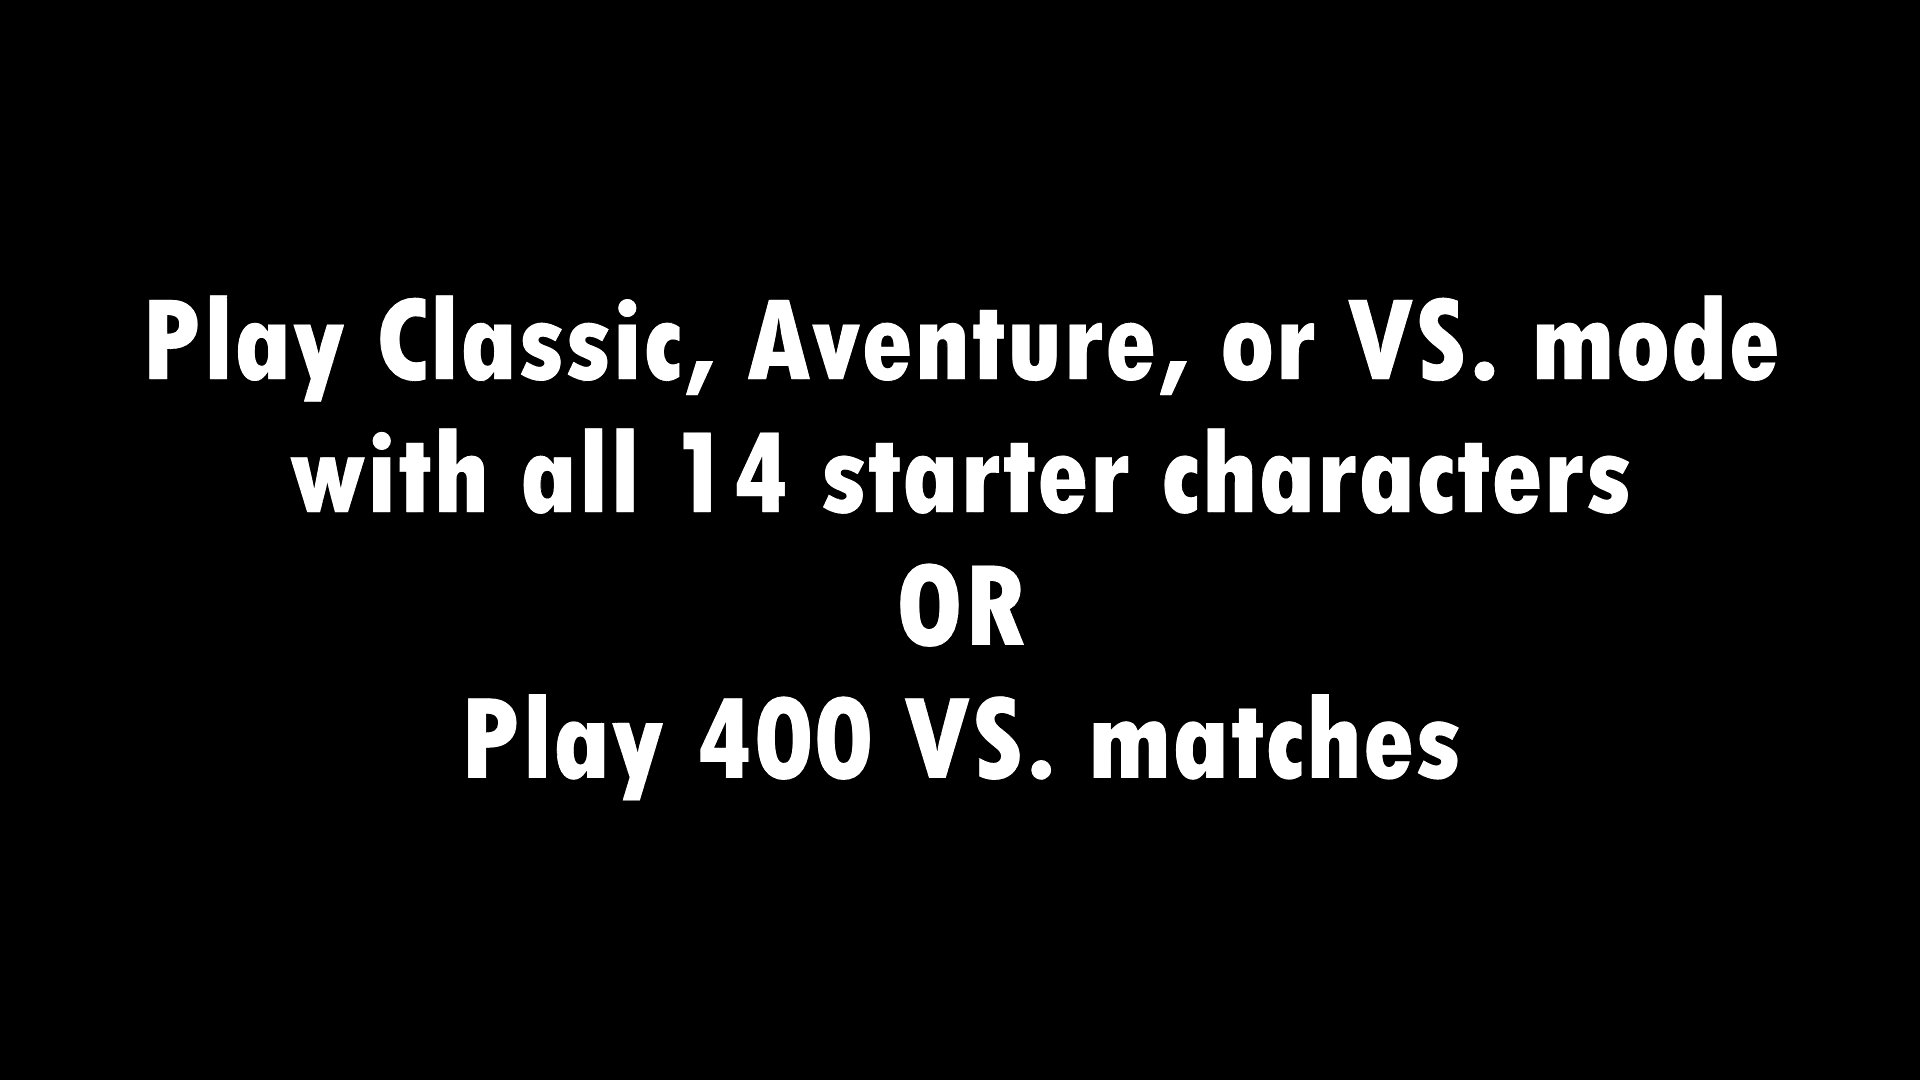 Play Classic, Aventure, or VS. mode
with all 14 starter characters
OR
Play 400 VS. matches